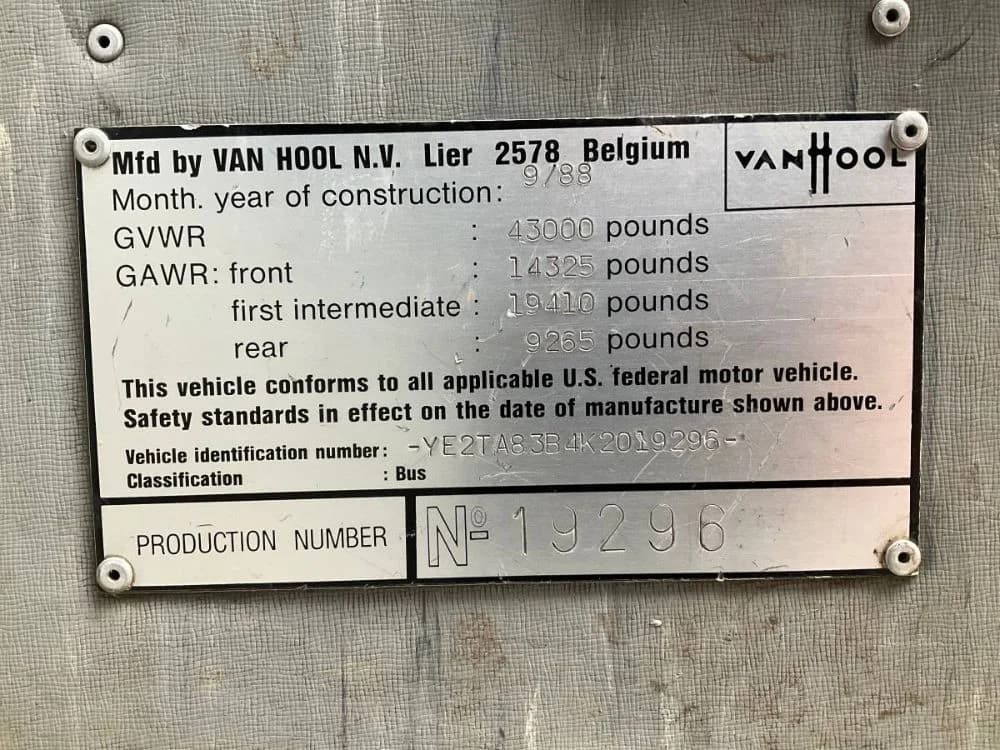 Mfd by VAN HOOL N.V. Lier 2578 Belgium
VANHOOL
Month. year of construction: 9/88
GVWR : 43000 pounds
GAWR: front : 14325 pounds
first intermediate : 19410 pounds
rear : 9265 pounds
This vehicle conforms to all applicable U.S. federal motor vehicle.
Safety standards in effect on the date of manufacture shown above.
Vehicle identification number: -YE2TA83B4K2019296-
Classification : Bus
PRODUCTION NUMBER
Nº 19296